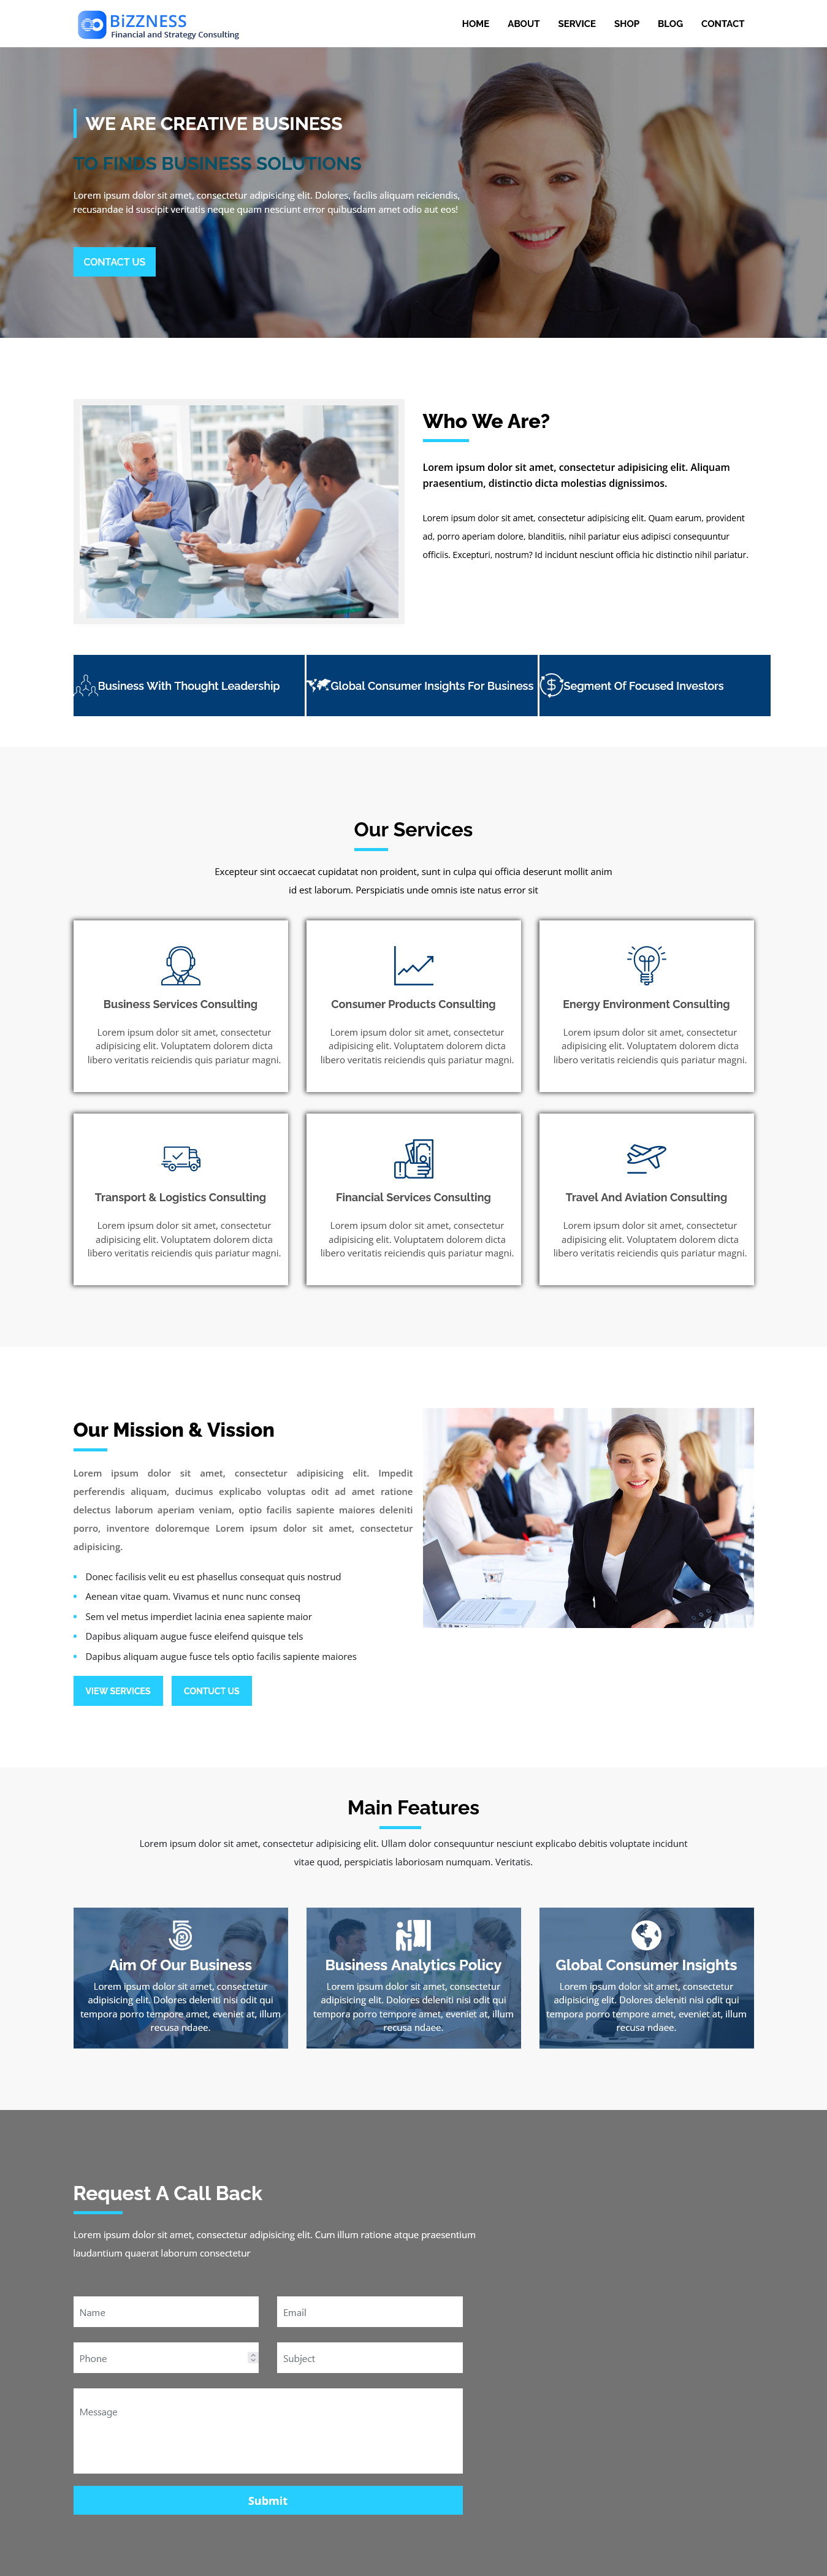 BiZZNESS
Financial and Strategy Consulting
HOME ABOUT SERVICE SHOP BLOG CONTACT
WE ARE CREATIVE BUSINESS
TO FINDS BUSINESS SOLUTIONS
Lorem ipsum dolor sit amet, consectetur adipisicing elit. Dolores, facilis aliquam reiciendis,
recusandae id suscipit veritatis neque quam nesciunt error quibusdam amet odio aut eos!
CONTACT US
Who We Are?
Lorem ipsum dolor sit amet, consectetur adipisicing elit. Aliquam
praesentium, distinctio dicta molestias dignissimos.
Lorem ipsum dolor sit amet, consectetur adipisicing elit. Quam earum, provident
ad, porro aperiam dolore, blanditiis, nihil pariatur eius adipisci consequuntur
officiis. Excepturi, nostrum? Id incidunt nesciunt officia hic distinctio nihil pariatur.
Business With Thought Leadership
Global Consumer Insights For Business
Segment Of Focused Investors
Our Services
Excepteur sint occaecat cupidatat non proident, sunt in culpa qui officia deserunt mollit anim
id est laborum. Perspiciatis unde omnis iste natus error sit
Business Services Consulting
Lorem ipsum dolor sit amet, consectetur
adipisicing elit. Voluptatem dolorem dicta
libero veritatis reiciendis quis pariatur magni.
Consumer Products Consulting
Lorem ipsum dolor sit amet, consectetur
adipisicing elit. Voluptatem dolorem dicta
libero veritatis reiciendis quis pariatur magni.
Energy Environment Consulting
Lorem ipsum dolor sit amet, consectetur
adipisicing elit. Voluptatem dolorem dicta
libero veritatis reiciendis quis pariatur magni.
Transport & Logistics Consulting
Lorem ipsum dolor sit amet, consectetur
adipisicing elit. Voluptatem dolorem dicta
libero veritatis reiciendis quis pariatur magni.
Financial Services Consulting
Lorem ipsum dolor sit amet, consectetur
adipisicing elit. Voluptatem dolorem dicta
libero veritatis reiciendis quis pariatur magni.
Travel And Aviation Consulting
Lorem ipsum dolor sit amet, consectetur
adipisicing elit. Voluptatem dolorem dicta
libero veritatis reiciendis quis pariatur magni.
Our Mission & Vission
Lorem ipsum dolor sit amet, consectetur adipisicing elit. Impedit
perferendis aliquam, ducimus explicabo voluptas odit ad amet ratione
delectus laborum aperiam veniam, optio facilis sapiente maiores deleniti
porro, inventore doloremque Lorem ipsum dolor sit amet, consectetur
adipisicing.
Donec facilisis velit eu est phasellus consequat quis nostrud
Aenean vitae quam. Vivamus et nunc nunc conseq
Sem vel metus imperdiet lacinia enea sapiente maior
Dapibus aliquam augue fusce eleifend quisque tels
Dapibus aliquam augue fusce tels optio facilis sapiente maiores
VIEW SERVICES
CONTUCT US
Main Features
Lorem ipsum dolor sit amet, consectetur adipisicing elit. Ullam dolor consequuntur nesciunt explicabo debitis voluptate incidunt
vitae quod, perspiciatis laboriosam numquam. Veritatis.
Aim Of Our Business
Lorem ipsum dolor sit amet, consectetur
adipisicing elit. Dolores deleniti nisi odit qui
tempora porro tempore amet, eveniet at, illum
recusa ndaee.
Business Analytics Policy
Lorem ipsum dolor sit amet, consectetur
adipisicing elit. Dolores deleniti nisi odit qui
tempora porro tempore amet, eveniet at, illum
recusa ndaee.
Global Consumer Insights
Lorem ipsum dolor sit amet, consectetur
adipisicing elit. Dolores deleniti nisi odit qui
tempora porro tempore amet, eveniet at, illum
recusa ndaee.
Request A Call Back
Lorem ipsum dolor sit amet, consectetur adipisicing elit. Cum illum ratione atque praesentium
laudantium quaerat laborum consectetur
Name
Email
Phone
Subject
Message
Submit